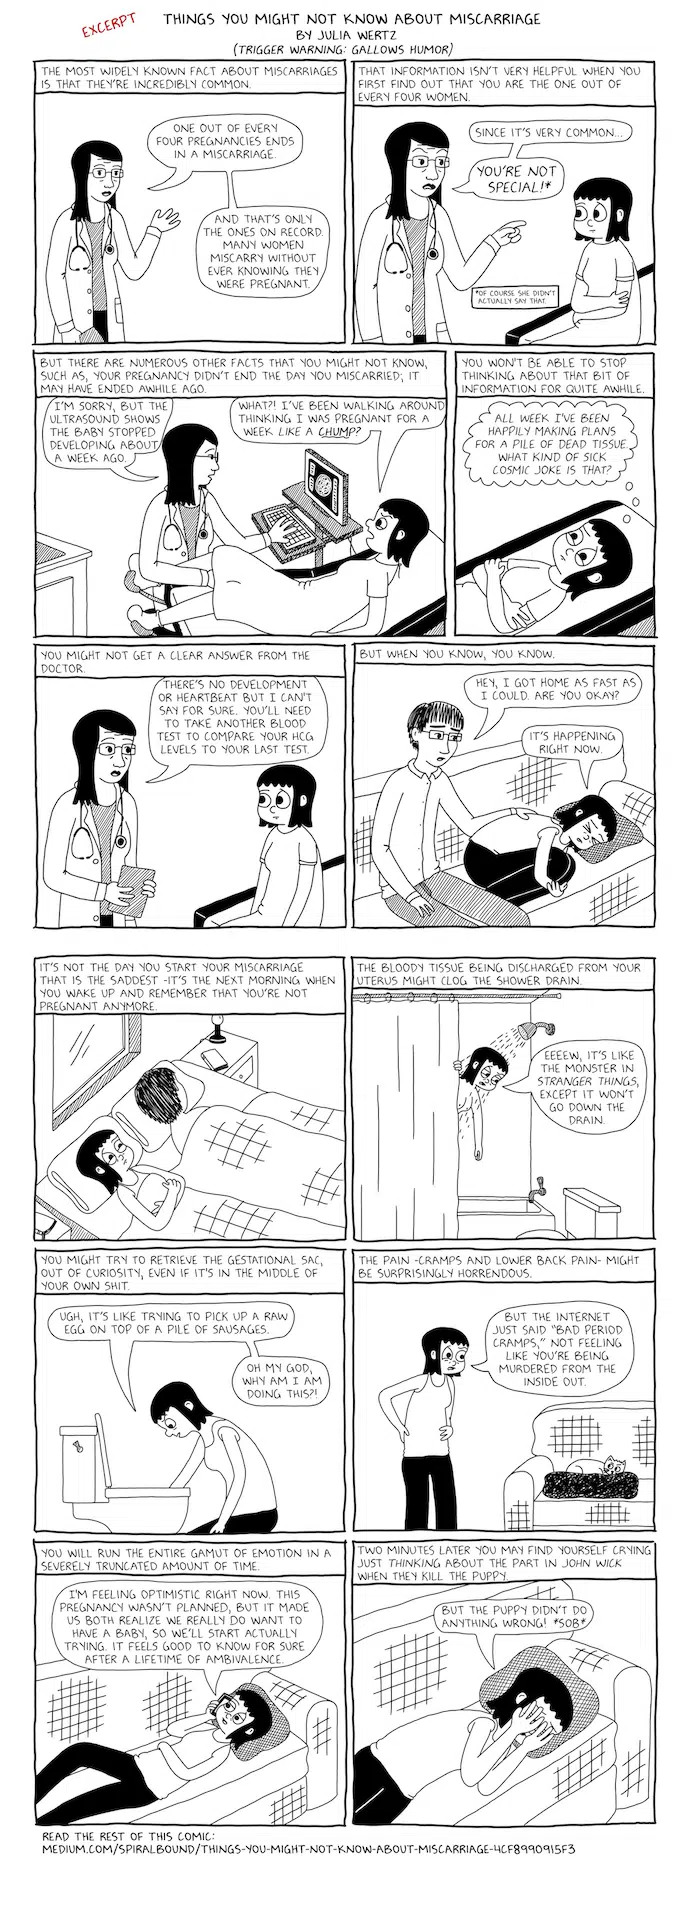 EXCERPT
THINGS YOU MIGHT NOT KNOW ABOUT MISCARRIAGE
BY JULIA WERTZ
(TRIGGER WARNING: GALLOWS HUMOR)
THE MOST WIDELY KNOWN FACT ABOUT MISCARRIAGES
IS THAT THEY'RE INCREDIBLY COMMON.
ONE OUT OF EVERY
FOUR PREGNANCIES ENDS
IN A MISCARRIAGE.
AND THAT'S ONLY
THE ONES ON RECORD.
MANY WOMEN
MISCARRY WITHOUT
EVER KNOWING THEY
WERE PREGNANT.
THAT INFORMATION ISN'T VERY HELPFUL WHEN YOU
FIRST FIND OUT THAT YOU ARE THE ONE OUT OF
EVERY FOUR WOMEN.
SINCE IT'S VERY COMMON...
YOU'RE NOT
SPECIAL!*
*OF COURSE SHE DIDN'T
ACTUALLY SAY THAT.
BUT THERE ARE NUMEROUS OTHER FACTS THAT YOU MIGHT NOT KNOW,
SUCH AS, YOUR PREGNANCY DIDN'T END THE DAY YOU MISCARRIED; IT
MAY HAVE ENDED AWHILE AGO.
I'M SORRY, BUT THE
ULTRASOUND SHOWS
THE BABY STOPPED
DEVELOPING ABOUT
A WEEK AGO.
WHAT?! I'VE BEEN WALKING AROUND
THINKING I WAS PREGNANT FOR A
WEEK LIKE A CHUMP?
YOU WON'T BE ABLE TO STOP
THINKING ABOUT THAT BIT OF
INFORMATION FOR QUITE AWHILE.
ALL WEEK I'VE BEEN
HAPPILY MAKING PLANS
FOR A PILE OF DEAD TISSUE.
WHAT KIND OF SICK
COSMIC JOKE IS THAT?
YOU MIGHT NOT GET A CLEAR ANSWER FROM THE
DOCTOR.
THERE'S NO DEVELOPMENT
OR HEARTBEAT BUT I CAN'T
SAY FOR SURE. YOU'LL NEED
TO TAKE ANOTHER BLOOD
TEST TO COMPARE YOUR HCG
LEVELS TO YOUR LAST TEST.
BUT WHEN YOU KNOW, YOU KNOW.
HEY, I GOT HOME AS FAST AS
I COULD. ARE YOU OKAY?
IT'S HAPPENING
RIGHT NOW.
IT'S NOT THE DAY YOU START YOUR MISCARRIAGE
THAT IS THE SADDEST -IT'S THE NEXT MORNING WHEN
YOU WAKE UP AND REMEMBER THAT YOU'RE NOT
PREGNANT ANYMORE.
THE BLOODY TISSUE BEING DISCHARGED FROM YOUR
UTERUS MIGHT CLOG THE SHOWER DRAIN.
EEEEW, IT'S LIKE
THE MONSTER IN
STRANGER THINGS,
EXCEPT IT WON'T
GO DOWN THE
DRAIN.
YOU MIGHT TRY TO RETRIEVE THE GESTATIONAL SAC,
OUT OF CURIOSITY, EVEN IF IT'S IN THE MIDDLE OF
YOUR OWN SHIT.
UGH, IT'S LIKE TRYING TO PICK UP A RAW
EGG ON TOP OF A PILE OF SAUSAGES.
OH MY GOD,
WHY AM I AM
DOING THIS?!
THE PAIN -CRAMPS AND LOWER BACK PAIN- MIGHT
BE SURPRISINGLY HORRENDOUS.
BUT THE INTERNET
JUST SAID "BAD PERIOD
CRAMPS," NOT FEELING
LIKE YOU'RE BEING
MURDERED FROM THE
INSIDE OUT.
YOU WILL RUN THE ENTIRE GAMUT OF EMOTION IN A
SEVERELY TRUNCATED AMOUNT OF TIME.
I'M FEELING OPTIMISTIC RIGHT NOW. THIS
PREGNANCY WASN'T PLANNED, BUT IT MADE
US BOTH REALIZE WE REALLY DO WANT TO
HAVE A BABY, SO WE'LL START ACTUALLY
TRYING. IT FEELS GOOD TO KNOW FOR SURE
AFTER A LIFETIME OF AMBIVALENCE.
TWO MINUTES LATER YOU MAY FIND YOURSELF CRYING
JUST THINKING ABOUT THE PART IN JOHN WICK
WHEN THEY KILL THE PUPPY.
BUT THE PUPPY DIDN'T DO
ANYTHING WRONG! *SOB*
READ THE REST OF THIS COMIC:
MEDIUM.COM/SPIRALBOUND/THINGS-YOU-MIGHT-NOT-KNOW-ABOUT-MISCARRIAGE-4CF8990915F3